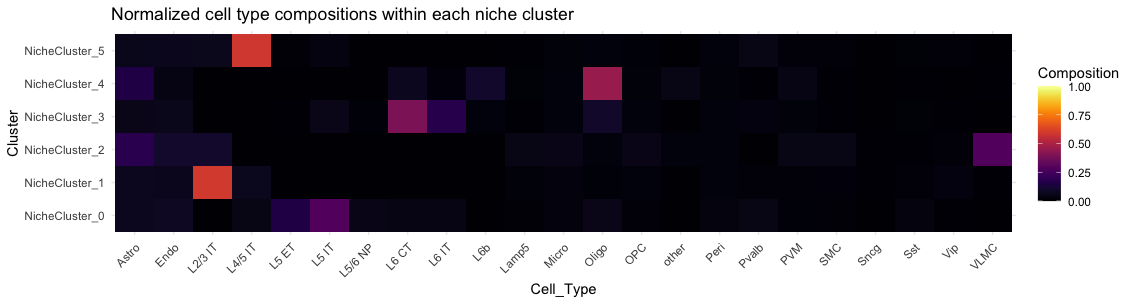 Normalized cell type compositions within each niche cluster
Cluster
NicheCluster_5
NicheCluster_4
NicheCluster_3
NicheCluster_2
NicheCluster_1
NicheCluster_0
Astro
Endo
L2/3 IT
L4/5 IT
L5 ET
L5 IT
L5/6 NP
L6 CT
L6 IT
L6b
Lamp5
Micro
Oligo
OPC
other
Peri
Pvalb
PVM
SMC
Sncg
Sst
Vip
VLMC
Cell_Type
Composition
1.00
0.75
0.50
0.25
0.00